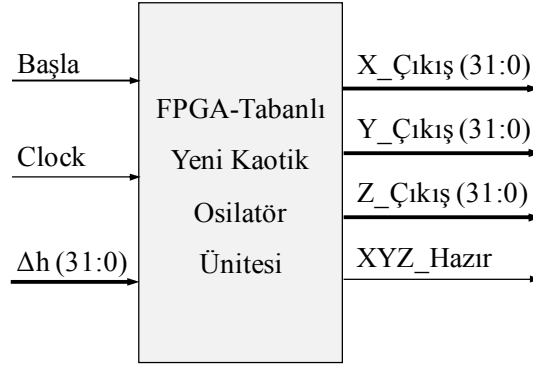 Başla
Clock
Δh (31:0)
FPGA-Tabanlı
Yeni Kaotik
Osilatör
Ünitesi
X_Çıkış (31:0)
Y_Çıkış (31:0)
Z_Çıkış (31:0)
XYZ_Hazır